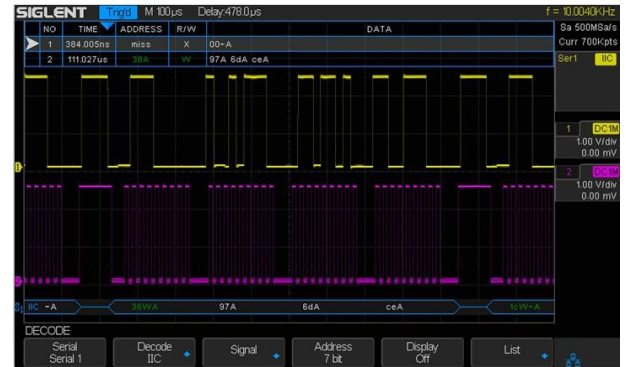 SIGLENT Trig'd M 100µs Delay:478.0µs f = 10.0040KHz
Sa 500MSa/s
Curr 700Kpts
NO TIME ADDRESS R/W DATA
1 384.005ns miss X 00~A
2 111.027us 38A W 97A 6dA ceA
Ser1 IIC
1 DC1M
1.00 V/div
0.00 mV
2 DC1M
1.00 V/div
0.00 mV
1
S1 IIC ~A 38WA 97A 6dA ceA 1cW~A
DECODE
Serial Decode Signal Address Display List
Serial 1 IIC 7 bit Off